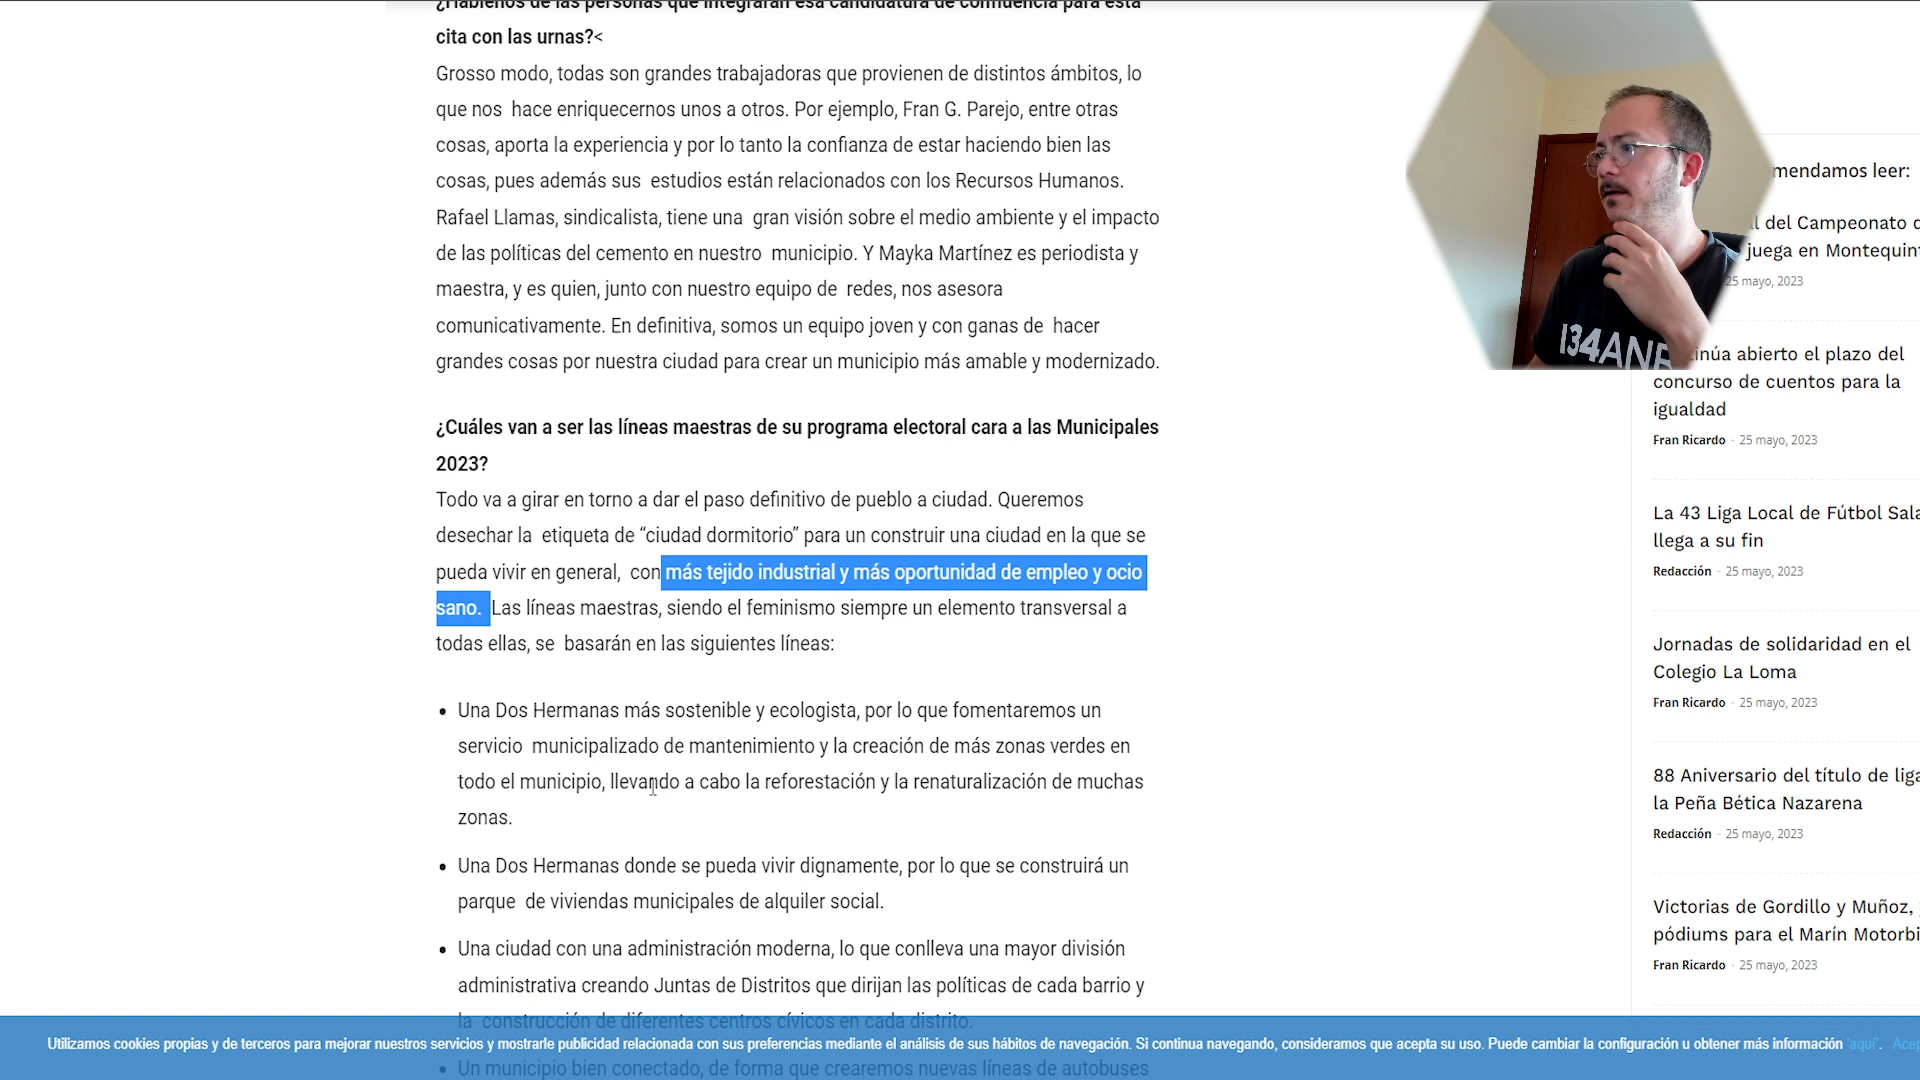 ¿Háblenos de las personas que integrarán esa candidatura de confluencia para esta
cita con las urnas?<
Grosso modo, todas son grandes trabajadoras que provienen de distintos ámbitos, lo
que nos hace enriquecernos unos a otros. Por ejemplo, Fran G. Parejo, entre otras
cosas, aporta la experiencia y por lo tanto la confianza de estar haciendo bien las
cosas, pues además sus estudios están relacionados con los Recursos Humanos.
Rafael Llamas, sindicalista, tiene una gran visión sobre el medio ambiente y el impacto
de las políticas del cemento en nuestro municipio. Y Mayka Martínez es periodista y
maestra, y es quien, junto con nuestro equipo de redes, nos asesora
comunicativamente. En definitiva, somos un equipo joven y con ganas de hacer
grandes cosas por nuestra ciudad para crear un municipio más amable y modernizado.
¿Cuáles van a ser las líneas maestras de su programa electoral cara a las Municipales
2023?
Todo va a girar en torno a dar el paso definitivo de pueblo a ciudad. Queremos
desechar la etiqueta de “ciudad dormitorio” para un construir una ciudad en la que se
pueda vivir en general, con más tejido industrial y más oportunidad de empleo y ocio
sano. Las líneas maestras, siendo el feminismo siempre un elemento transversal a
todas ellas, se basarán en las siguientes líneas:
• Una Dos Hermanas más sostenible y ecologista, por lo que fomentaremos un
servicio municipalizado de mantenimiento y la creación de más zonas verdes en
todo el municipio, llevando a cabo la reforestación y la renaturalización de muchas
zonas.
• Una Dos Hermanas donde se pueda vivir dignamente, por lo que se construirá un
parque de viviendas municipales de alquiler social.
• Una ciudad con una administración moderna, lo que conlleva una mayor división
administrativa creando Juntas de Distritos que dirijan las políticas de cada barrio y
la construcción de diferentes centros cívicos en cada distrito.
• Un municipio bien conectado, de forma que crearemos nuevas líneas de autobuses
mendamos leer:
l del Campeonato
juega en Montequin
25 mayo, 2023
inúa abierto el plazo del
concurso de cuentos para la
igualdad
Fran Ricardo - 25 mayo, 2023
La 43 Liga Local de Fútbol Sala
llega a su fin
Redacción - 25 mayo, 2023
Jornadas de solidaridad en el
Colegio La Loma
Fran Ricardo - 25 mayo, 2023
88 Aniversario del título de liga
la Peña Bética Nazarena
Redacción - 25 mayo, 2023
Victorias de Gordillo y Muñoz,
pódiums para el Marín Motorbi
Fran Ricardo - 25 mayo, 2023
Utilizamos cookies propias y de terceros para mejorar nuestros servicios y mostrarle publicidad relacionada con sus preferencias mediante el análisis de sus hábitos de navegación. Si continua navegando, consideramos que acepta su uso. Puede cambiar la configuración u obtener más información 'aquí'. Acep